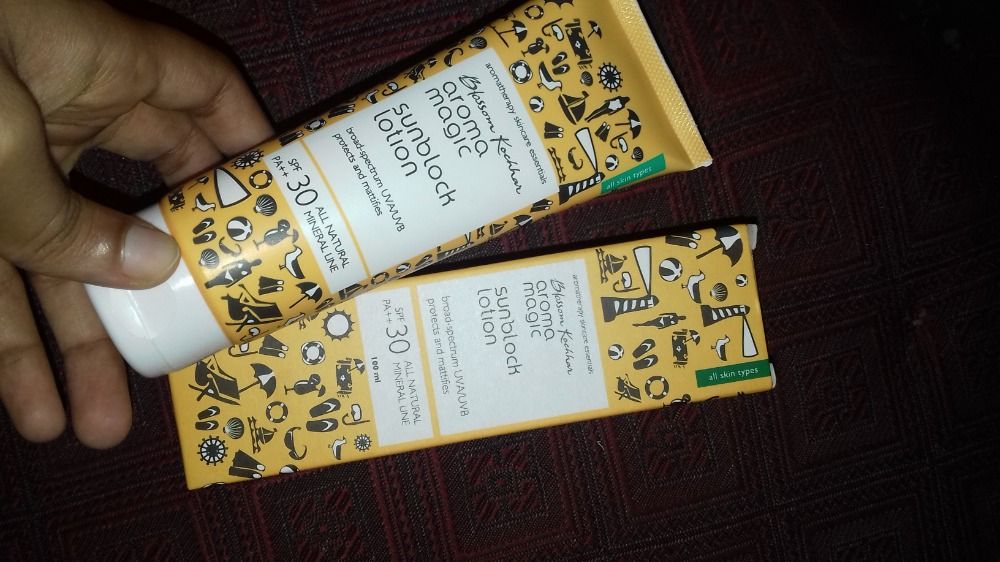 aromatherapy skincare essentials
Blossom Kochhar
aroma
magic
sunblock
lotion
broad-spectrum UVA/UVB
protects and mattifies
SPF
PA++ 30 ALL NATURAL
MINERAL LINE
all skin types
aromatherapy skincare essentials
Blossom Kochhar
aroma
magic
sunblock
lotion
broad-spectrum UVA/UVB
protects and mattifies
SPF
PA++ 30 ALL NATURAL
MINERAL LINE
100 ml
all skin types